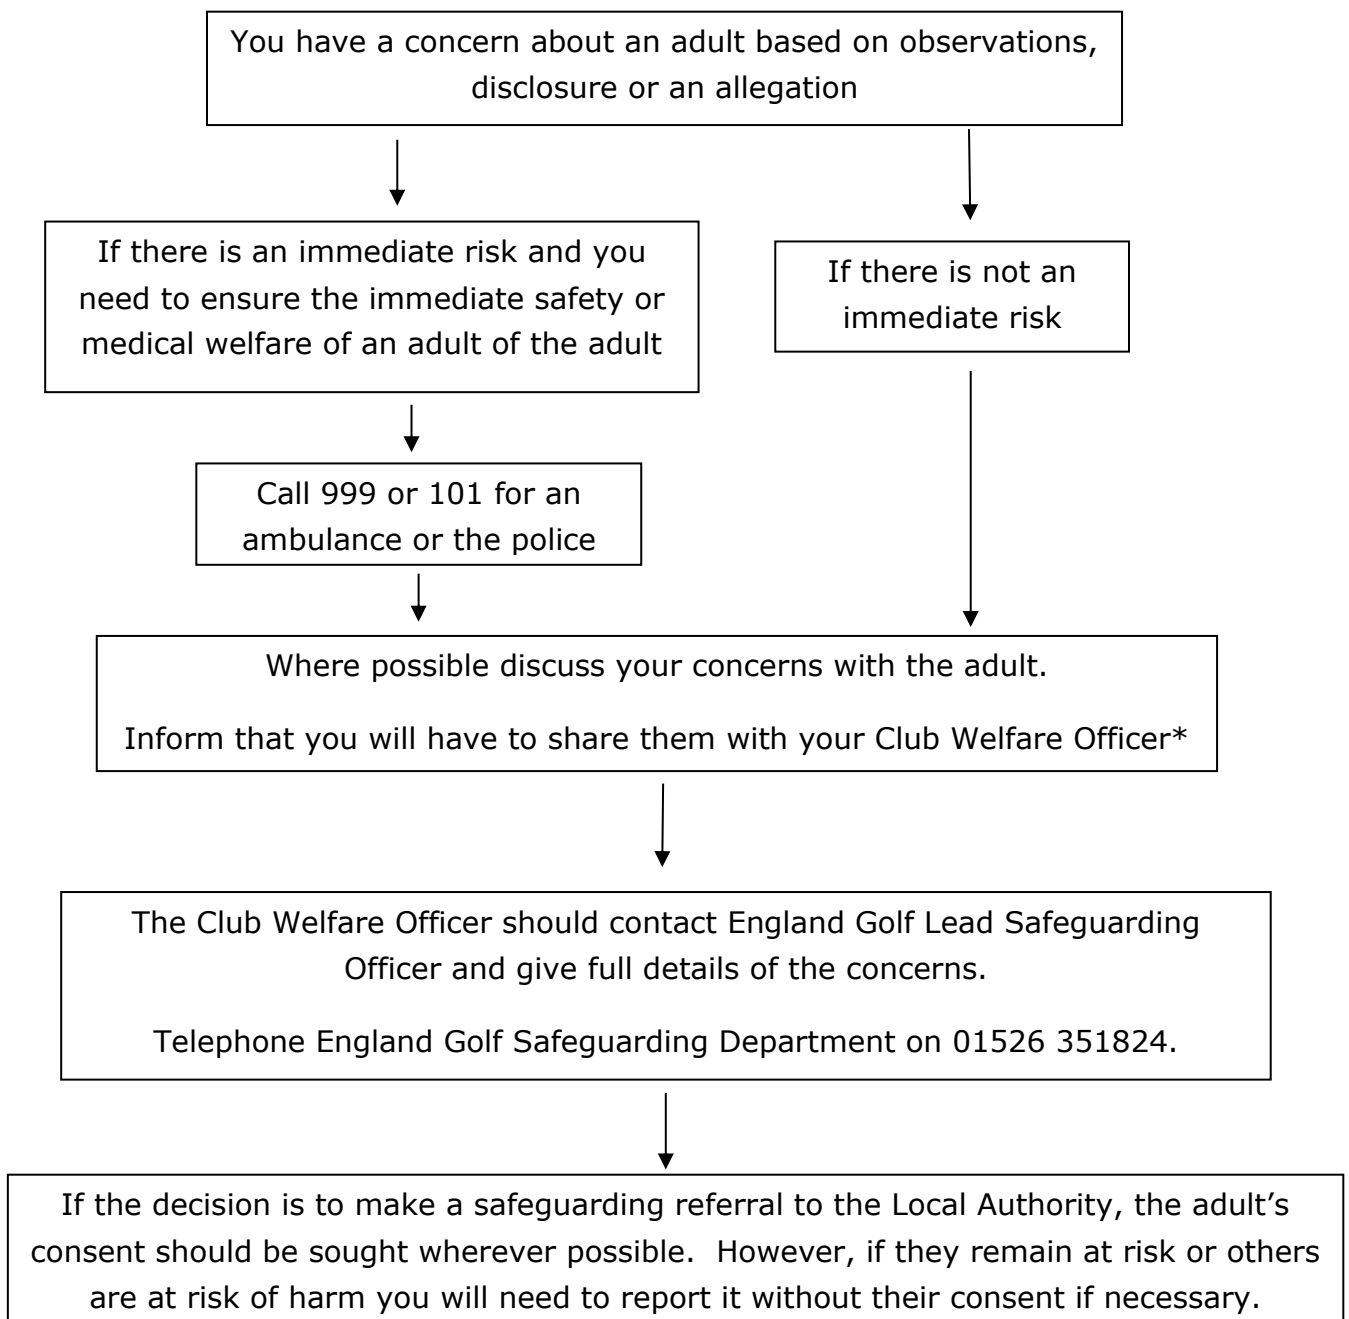 You have a concern about an adult based on observations,
disclosure or an allegation
If there is an immediate risk and you
need to ensure the immediate safety or
medical welfare of an adult of the adult
If there is not an
immediate risk
Call 999 or 101 for an
ambulance or the police
Where possible discuss your concerns with the adult.
Inform that you will have to share them with your Club Welfare Officer*
The Club Welfare Officer should contact England Golf Lead Safeguarding
Officer and give full details of the concerns.
Telephone England Golf Safeguarding Department on 01526 351824.
If the decision is to make a safeguarding referral to the Local Authority, the adult’s
consent should be sought wherever possible.  However, if they remain at risk or others
are at risk of harm you will need to report it without their consent if necessary.